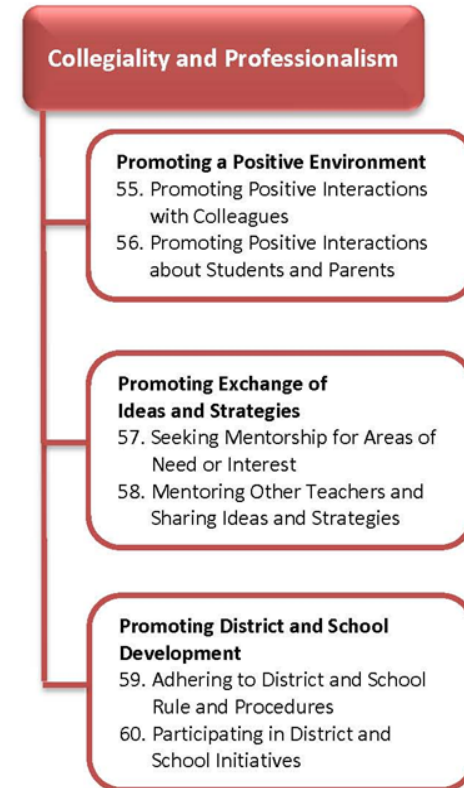 Collegiality and Professionalism
Promoting a Positive Environment
55. Promoting Positive Interactions
with Colleagues
56. Promoting Positive Interactions
about Students and Parents
Promoting Exchange of
Ideas and Strategies
57. Seeking Mentorship for Areas of
Need or Interest
58. Mentoring Other Teachers and
Sharing Ideas and Strategies
Promoting District and School
Development
59. Adhering to District and School
Rule and Procedures
60. Participating in District and
School Initiatives